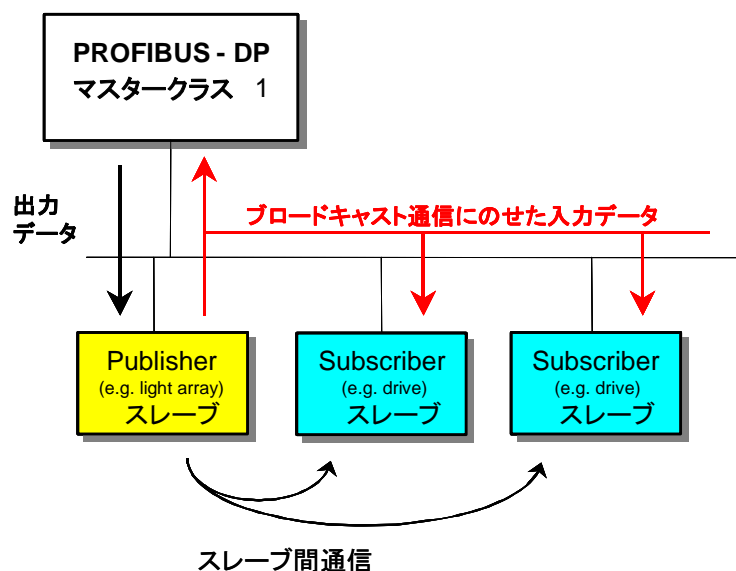 PROFIBUS - DP
マスタークラス 1
出力
データ
ブロードキャスト通信にのせた入力データ
Publisher
(e.g. light array)
スレーブ
Subscriber
(e.g. drive)
スレーブ
Subscriber
(e.g. drive)
スレーブ
スレーブ間通信